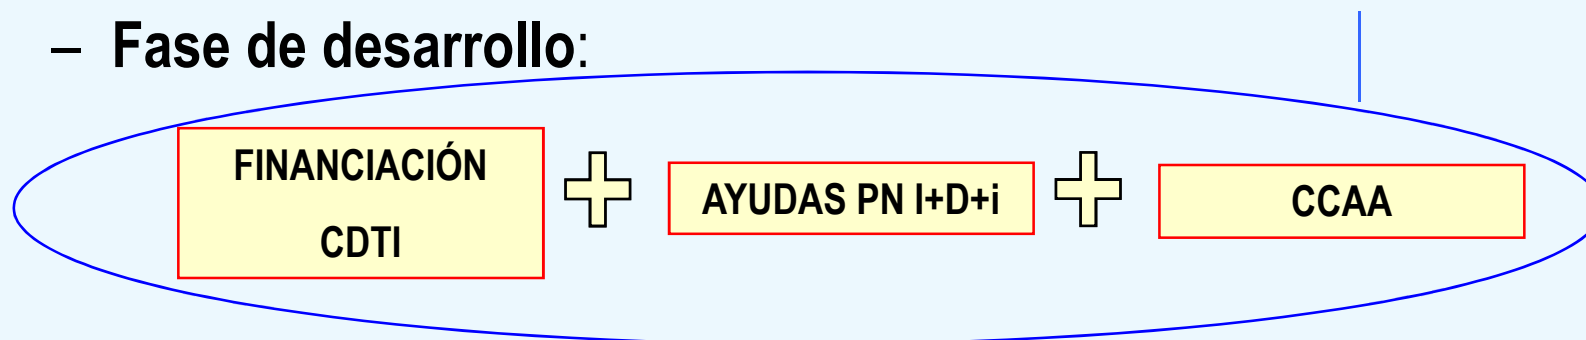 – Fase de desarrollo:
FINANCIACIÓN
CDTI
AYUDAS PN I+D+i
CCAA